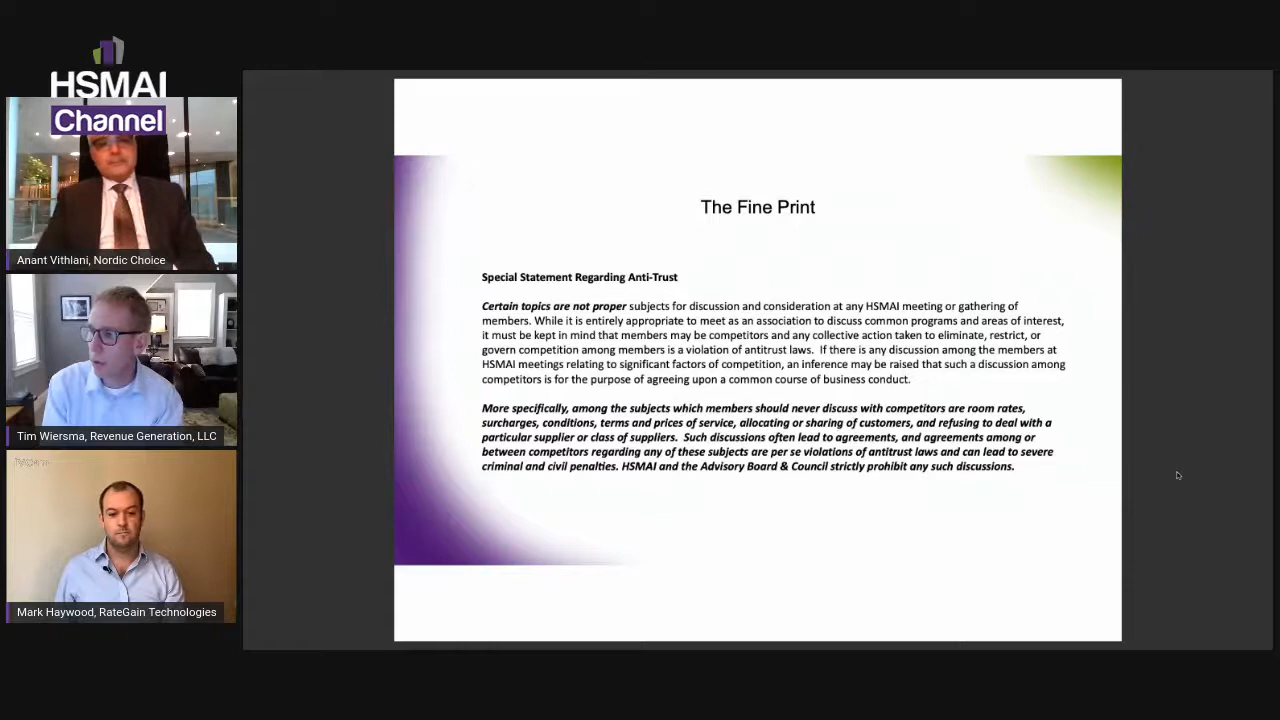 HSMAI
Channel
Anant Vithlani, Nordic Choice
Tim Wiersma, Revenue Generation, LLC
Mark Haywood, RateGain Technologies
The Fine Print
Special Statement Regarding Anti-Trust
Certain topics are not proper subjects for discussion and consideration at any HSMAI meeting or gathering of
members. While it is entirely appropriate to meet as an association to discuss common programs and areas of interest,
it must be kept in mind that members may be competitors and any collective action taken to eliminate, restrict, or
govern competition among members is a violation of antitrust laws. If there is any discussion among the members at
HSMAI meetings relating to significant factors of competition, an inference may be raised that such a discussion among
competitors is for the purpose of agreeing upon a common course of business conduct.
More specifically, among the subjects which members should never discuss with competitors are room rates,
surcharges, conditions, terms and prices of service, allocating or sharing of customers, and refusing to deal with a
particular supplier or class of suppliers. Such discussions often lead to agreements, and agreements among or
between competitors regarding any of these subjects are per se violations of antitrust laws and can lead to severe
criminal and civil penalties. HSMAI and the Advisory Board & Council strictly prohibit any such discussions.